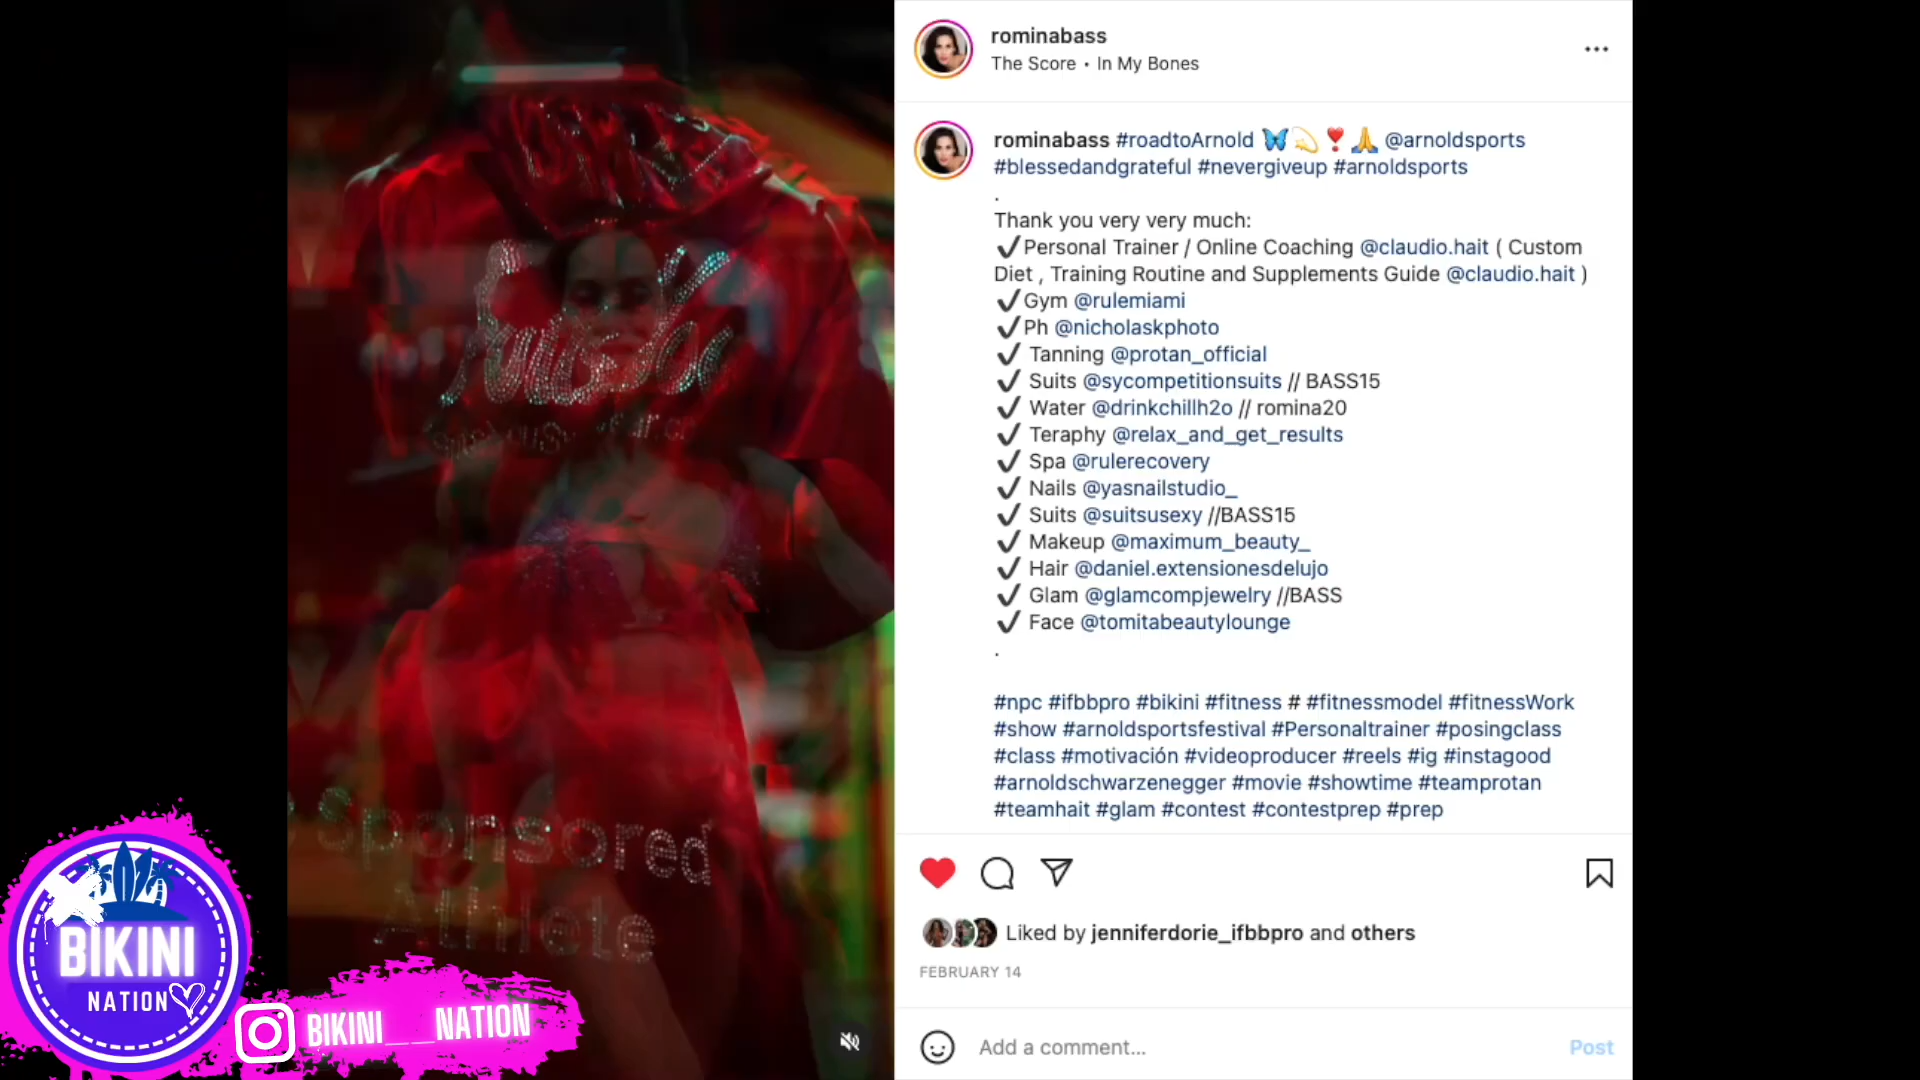 rominabass
The Score • In My Bones
rominabass #roadtoArnold 🦋💫❣️🙏 @arnoldsports
#blessedandgrateful #nevergiveup #arnoldsports
.
Thank you very very much:
✔️Personal Trainer / Online Coaching @claudio.hait ( Custom
Diet , Training Routine and Supplements Guide @claudio.hait )
✔️Gym @rulemiami
✔️Ph @nicholaskphoto
✔️ Tanning @protan_official
✔️ Suits @sycompetitionsuits // BASS15
✔️ Water @drinkchillh2o // romina20
✔️ Teraphy @relax_and_get_results
✔️ Spa @rulerecovery
✔️ Nails @yasnailstudio_
✔️ Suits @suitsusexy //BASS15
✔️ Makeup @maximum_beauty_
✔️ Hair @daniel.extensionesdelujo
✔️ Glam @glamcompjewelry //BASS
✔️ Face @tomitabeautylounge
.
#npc #ifbbpro #bikini #fitness # #fitnessmodel #fitnessWork
#show #arnoldsportsfestival #Personaltrainer #posingclass
#class #motivación #videoproducer #reels #ig #instagood
#arnoldschwarzenegger #movie #showtime #teamprotan
#teamhait #glam #contest #contestprep #prep
Liked by jenniferdorie_ifbbpro and others
FEBRUARY 14
Add a comment...
Post
Sponsored
Athlete
BIKINI
NATION
BIKINI__NATION